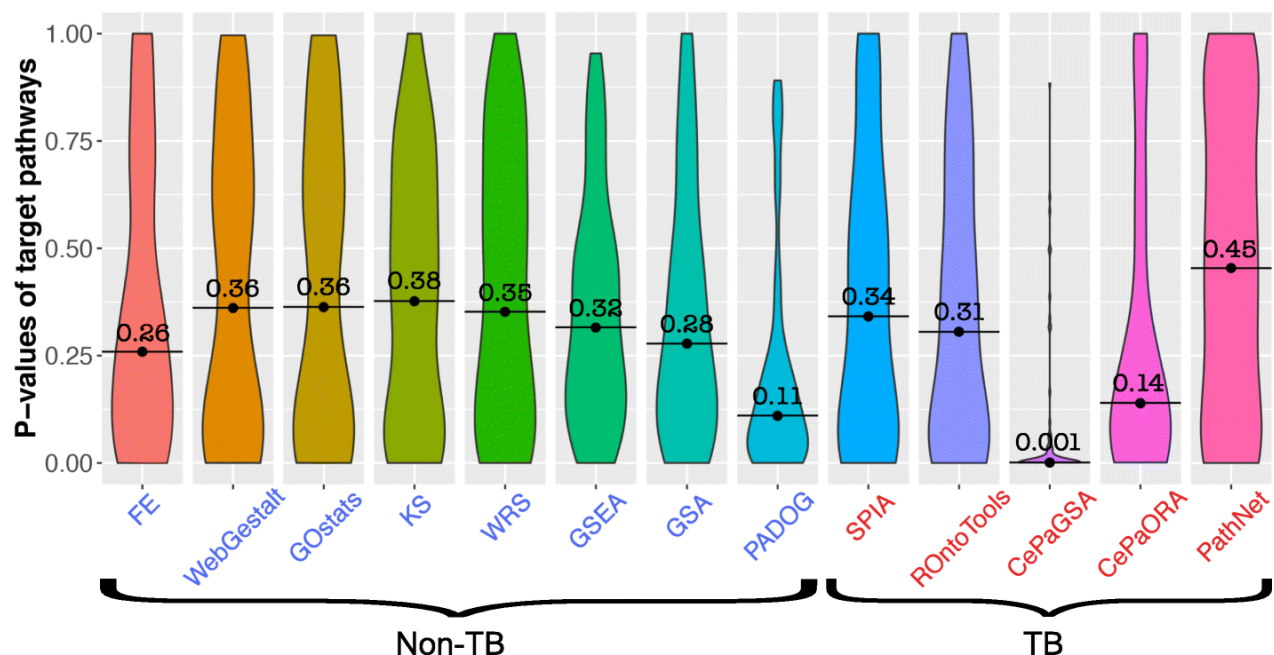 P-values of target pathways
1.00
0.75
0.50
0.25
0.00
0.26
0.36
0.36
0.38
0.35
0.32
0.28
0.11
0.34
0.31
0.001
0.14
0.45
FE
WebGestalt
GOstats
KS
WRS
GSEA
GSA
PADOG
SPIA
ROntoTools
CePaGSA
CePaORA
PathNet
Non-TB
TB